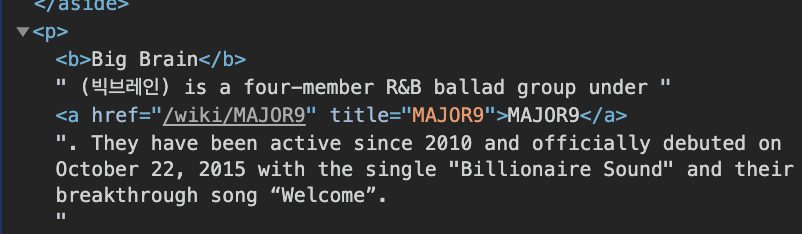 </aside>
▼<p>
<b>Big Brain</b>
" (빅브레인) is a four-member R&B ballad group under "
<a href="/wiki/MAJOR9" title="MAJOR9">MAJOR9</a>
". They have been active since 2010 and officially debuted on
October 22, 2015 with the single "Billionaire Sound" and their
breakthrough song “Welcome”.
"